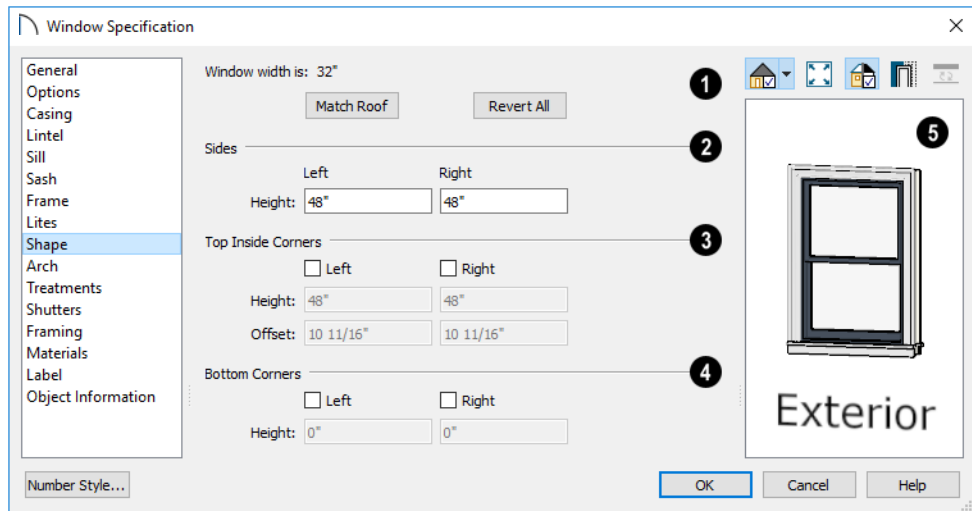 Window Specification
General
Options
Casing
Lintel
Sill
Sash
Frame
Lites
Shape
Arch
Treatments
Shutters
Framing
Materials
Label
Object Information
Window width is: 32"
1
Match Roof Revert All
Sides 2
Left Right
Height: 48" 48"
Top Inside Corners 3
Left Right
Height: 48" 48"
Offset: 10 11/16" 10 11/16"
Bottom Corners 4
Left Right
Height: 0" 0"
5
Exterior
Number Style... OK Cancel Help